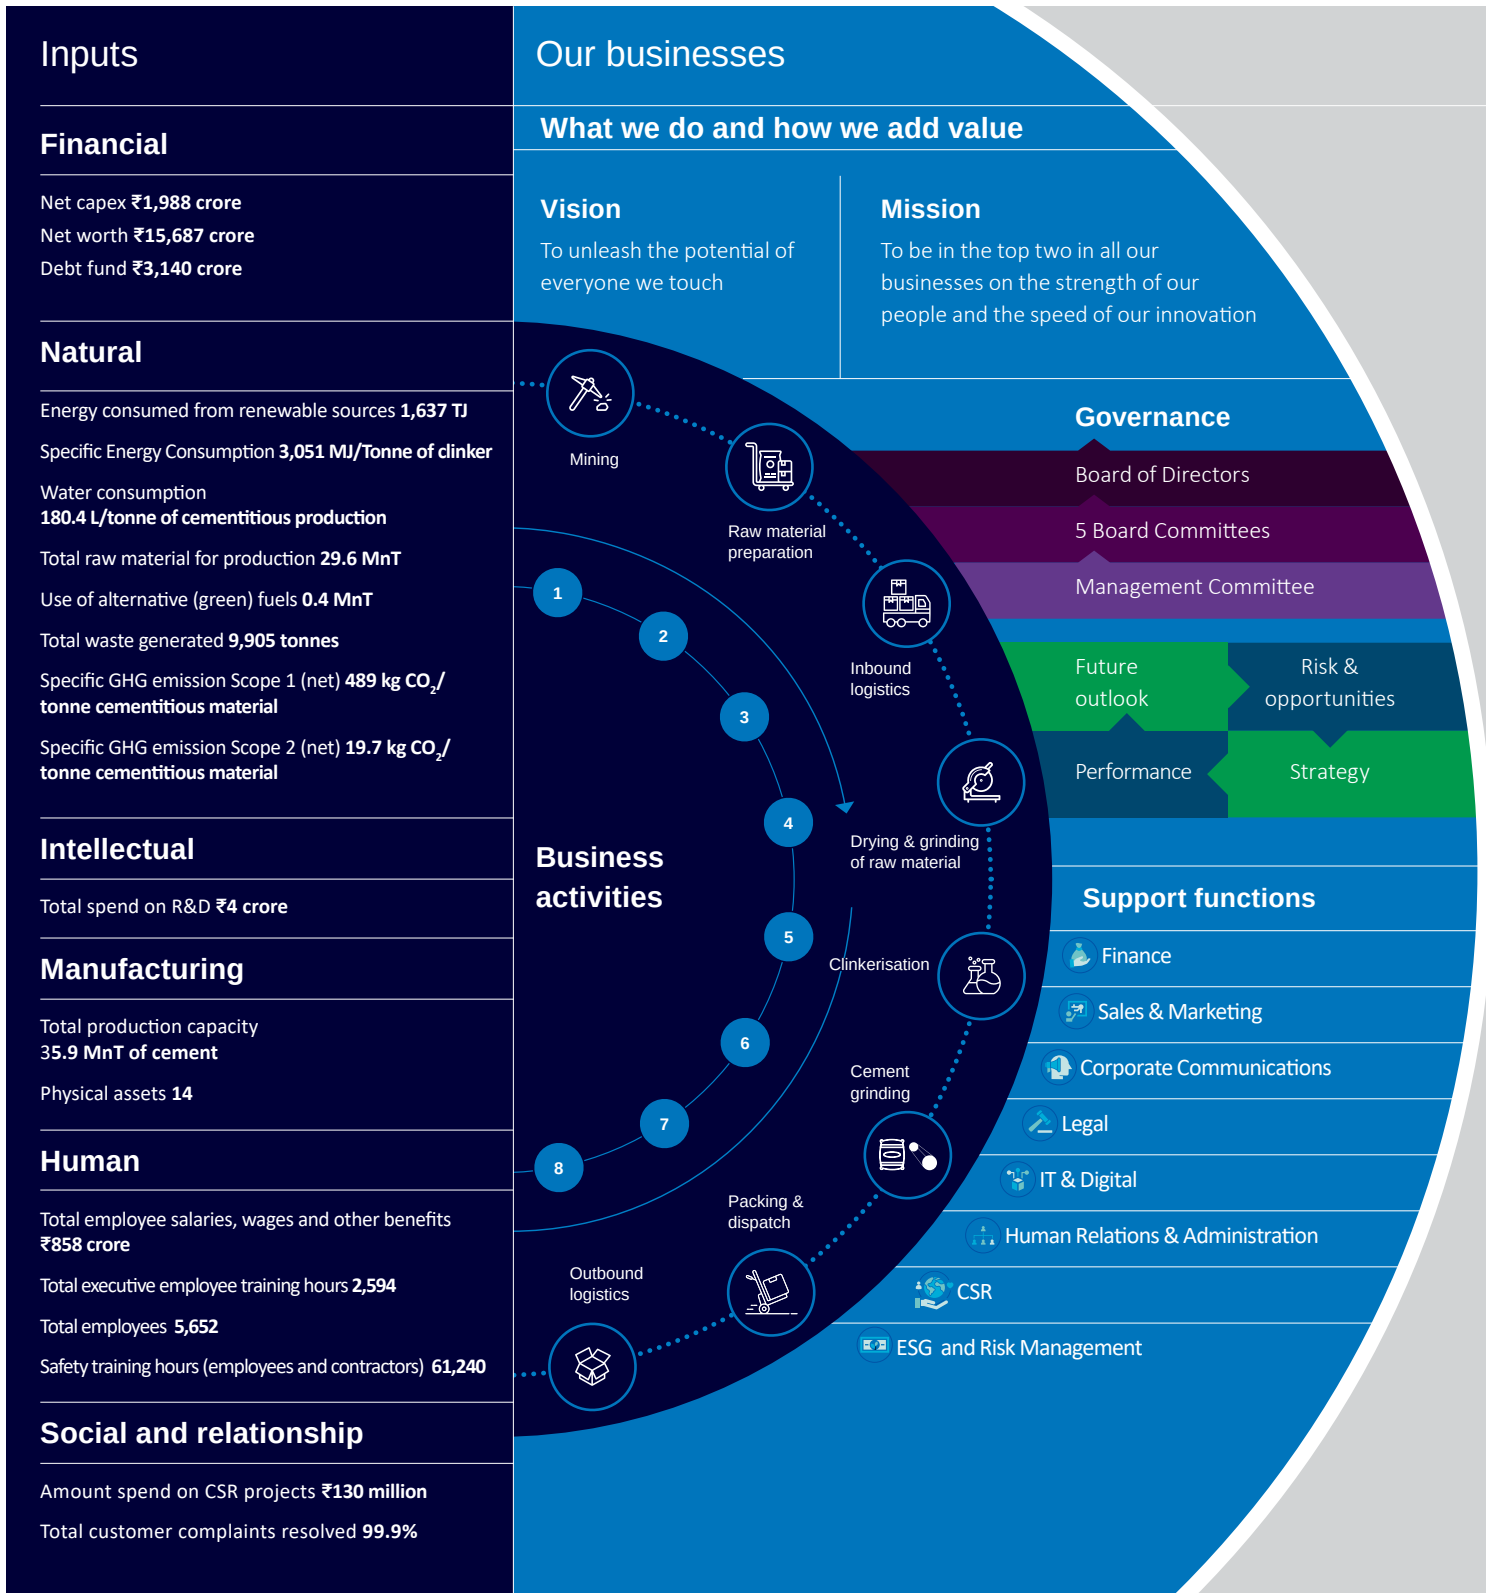 Inputs
Financial
Net capex ₹1,988 crore
Net worth ₹15,687 crore
Debt fund ₹3,140 crore
Natural
Energy consumed from renewable sources 1,637 TJ
Specific Energy Consumption 3,051 MJ/Tonne of clinker
Water consumption
180.4 L/tonne of cementitious production
Total raw material for production 29.6 MnT
Use of alternative (green) fuels 0.4 MnT
Total waste generated 9,905 tonnes
Specific GHG emission Scope 1 (net) 489 kg CO₂/
tonne cementitious material
Specific GHG emission Scope 2 (net) 19.7 kg CO₂/
tonne cementitious material
Intellectual
Total spend on R&D ₹4 crore
Manufacturing
Total production capacity
35.9 MnT of cement
Physical assets 14
Human
Total employee salaries, wages and other benefits
₹858 crore
Total executive employee training hours 2,594
Total employees 5,652
Safety training hours (employees and contractors) 61,240
Social and relationship
Amount spend on CSR projects ₹130 million
Total customer complaints resolved 99.9%
Our businesses
What we do and how we add value
Vision
To unleash the potential of
everyone we touch
Mission
To be in the top two in all our
businesses on the strength of our
people and the speed of our innovation
Business
activities
1
2
3
4
5
6
7
8
Mining
Raw material
preparation
Inbound
logistics
Drying & grinding
of raw material
Clinkerisation
Cement
grinding
Packing &
dispatch
Outbound
logistics
Governance
Board of Directors
5 Board Committees
Management Committee
Future
outlook
Risk &
opportunities
Performance
Strategy
Support functions
Finance
Sales & Marketing
Corporate Communications
Legal
IT & Digital
Human Relations & Administration
CSR
ESG and Risk Management